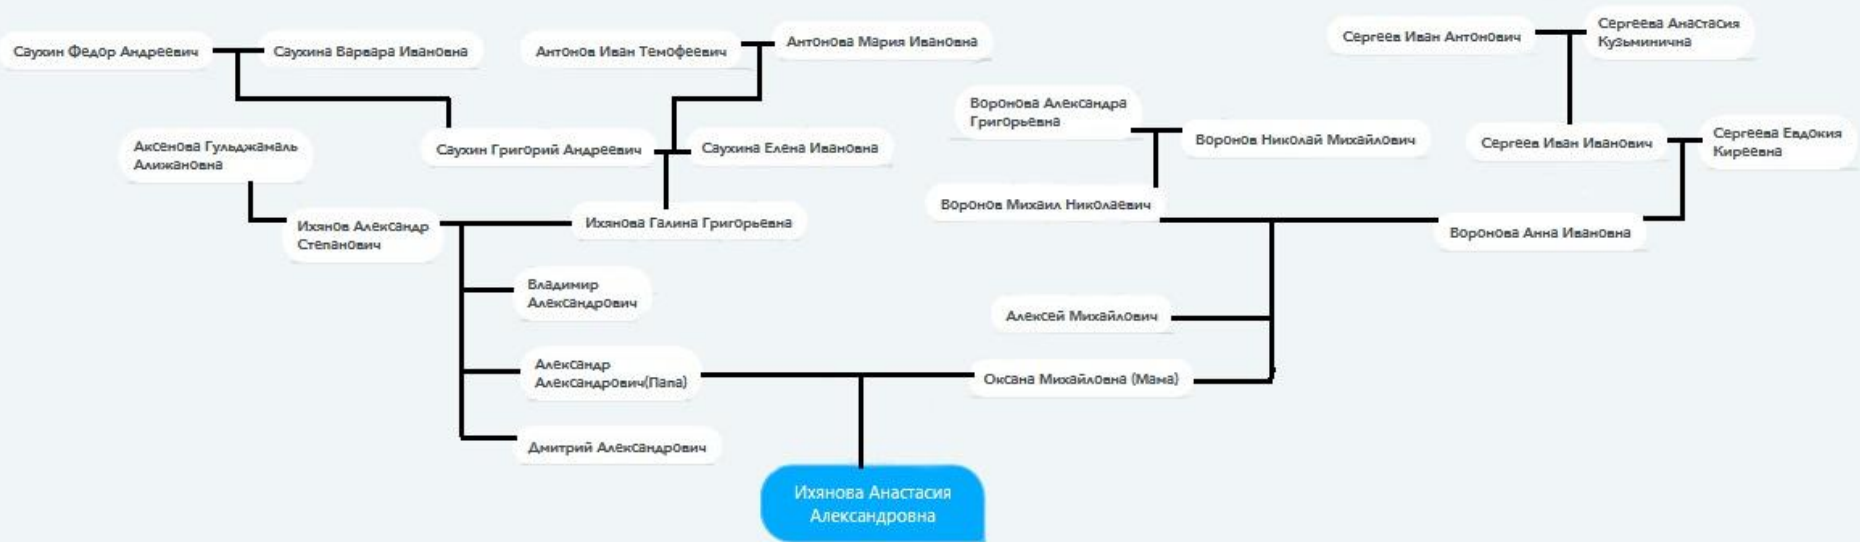 Саухин Федор Андреевич
Саухина Варвара Ивановна
Антонов Иван Темофеевич
Антонова Мария Ивановна
Сергеев Иван Антонович
Сергеева Анастасия
Кузьминична
Воронова Александра
Григорьевна
Воронов Николай Михайлович
Сергеев Иван Иванович
Сергеева Евдокия
Киреевна
Аксенова Гульджамаль
Алижановна
Саухин Григорий Андреевич
Саухина Елена Ивановна
Воронов Михаил Николаевич
Ихянов Александр
Степанович
Ихянова Галина Григорьевна
Воронова Анна Ивановна
Владимир
Александрович
Алексей Михайлович
Александр
Александрович(Папа)
Оксана Михайловна (Мама)
Дмитрий Александрович
Ихянова Анастасия
Александровна